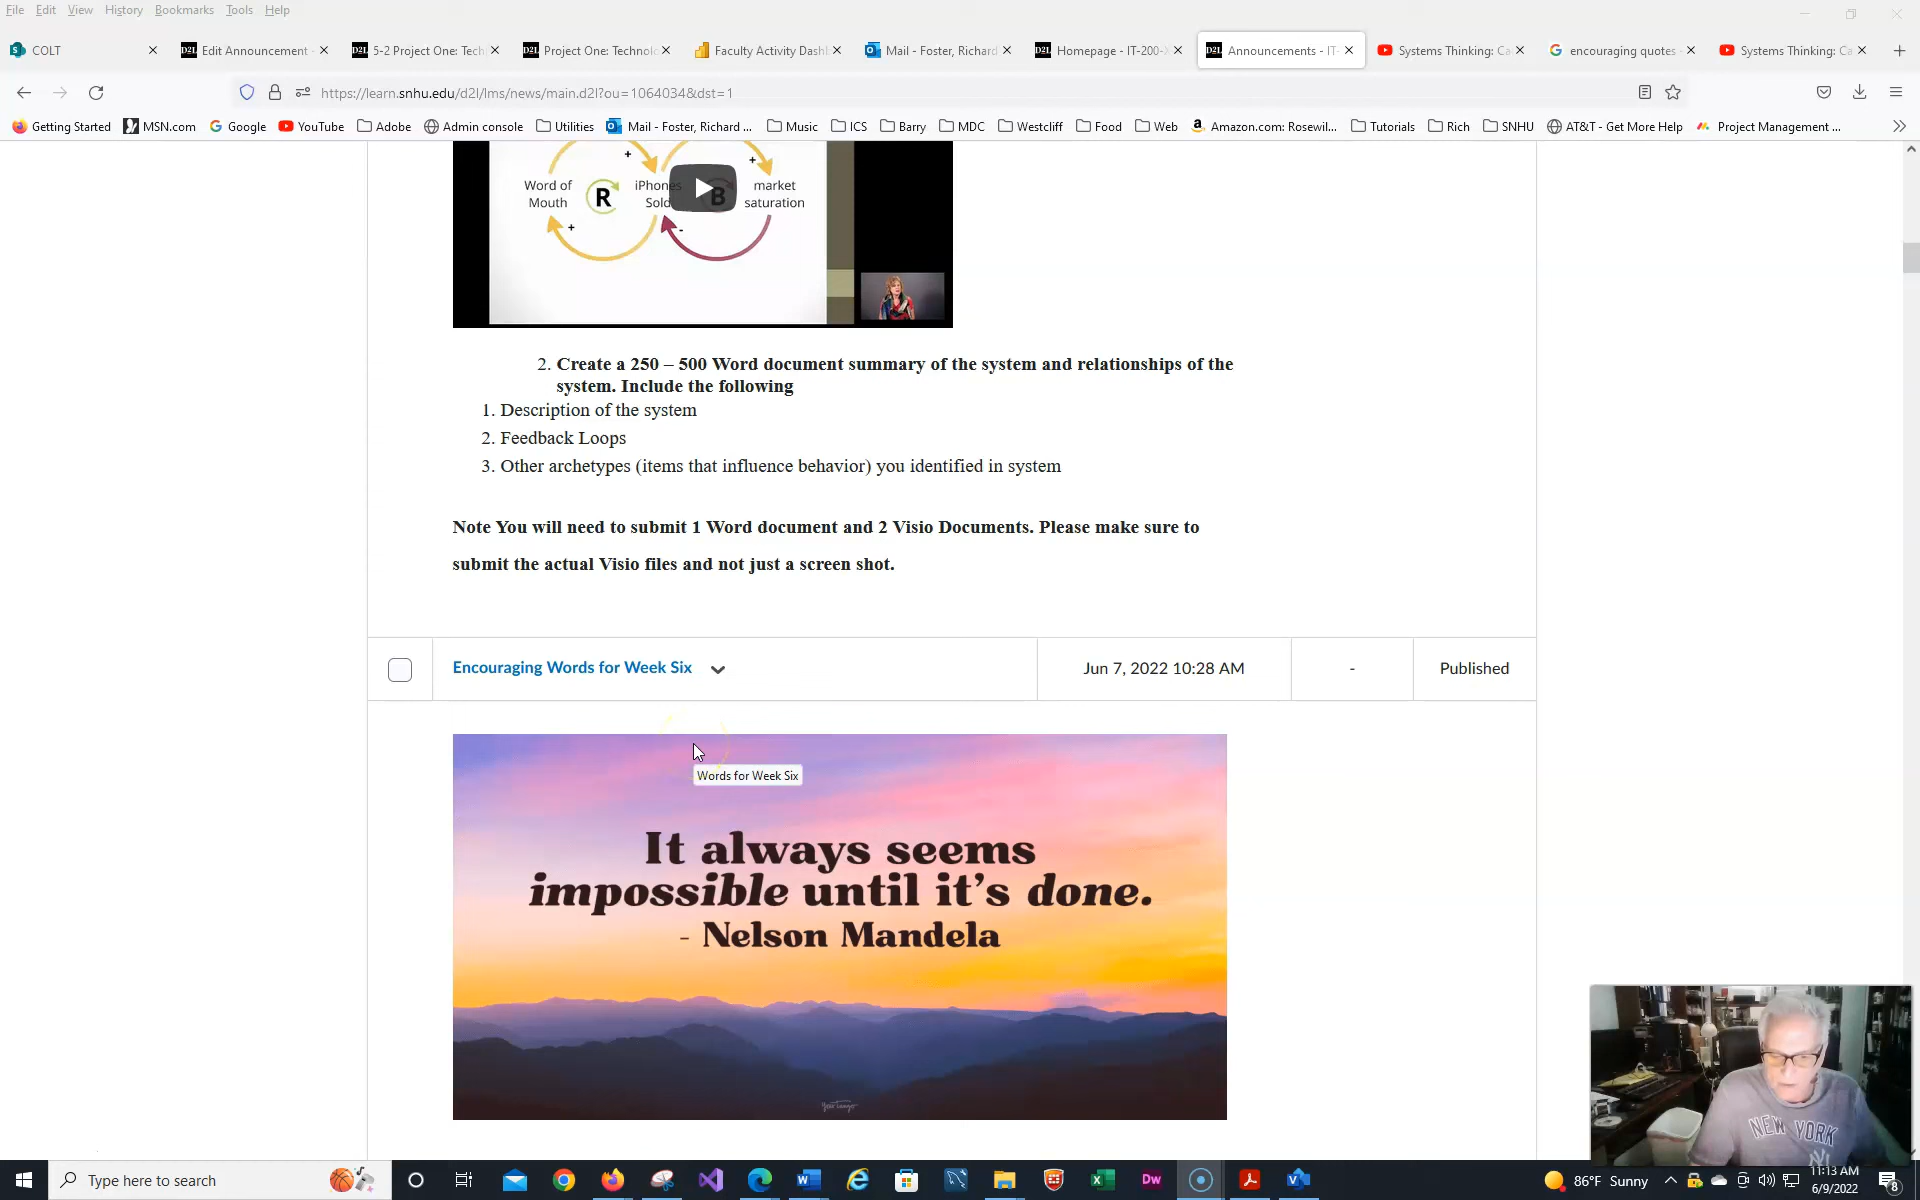 File Edit View History Bookmarks Tools Help
COLT
Edit Announcement -
5-2 Project One: Tech
Project One: Technolo
Faculty Activity Dash
Mail - Foster, Richard
Homepage - IT-200-
Announcements - IT-
Systems Thinking: Ca
encouraging quotes -
Systems Thinking: Ca
https://learn.snhu.edu/d2l/lms/news/main.d2l?ou=1064034&dst=1
Getting Started MSN.com Google YouTube Adobe Admin console Utilities Mail - Foster, Richard ... Music ICS Barry MDC Westcliff Food Web Amazon.com: Rosewil... Tutorials Rich SNHU AT&T - Get More Help Project Management ...
+ +
Word of Mouth
R
iPhones Sold
B
market saturation
+ -
2. Create a 250 – 500 Word document summary of the system and relationships of the
system. Include the following
1. Description of the system
2. Feedback Loops
3. Other archetypes (items that influence behavior) you identified in system
Note You will need to submit 1 Word document and 2 Visio Documents. Please make sure to
submit the actual Visio files and not just a screen shot.
Encouraging Words for Week Six Jun 7, 2022 10:28 AM - Published
Words for Week Six
It always seems
impossible until it's done.
- Nelson Mandela
NEW YORK
Type here to search
Dw
86°F Sunny
11:13 AM
6/9/2022
8